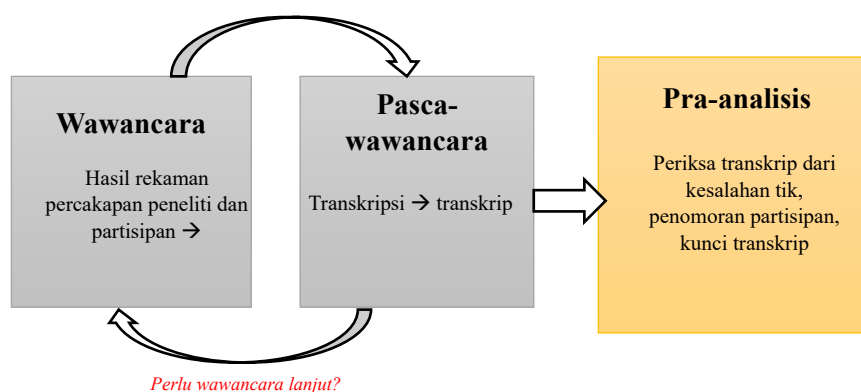 Wawancara
Hasil rekaman
percakapan peneliti dan
partisipan →
Pasca-
wawancara
Transkripsi → transkrip
Pra-analisis
Periksa transkrip dari
kesalahan tik,
penomoran partisipan,
kunci transkrip
Perlu wawancara lanjut?